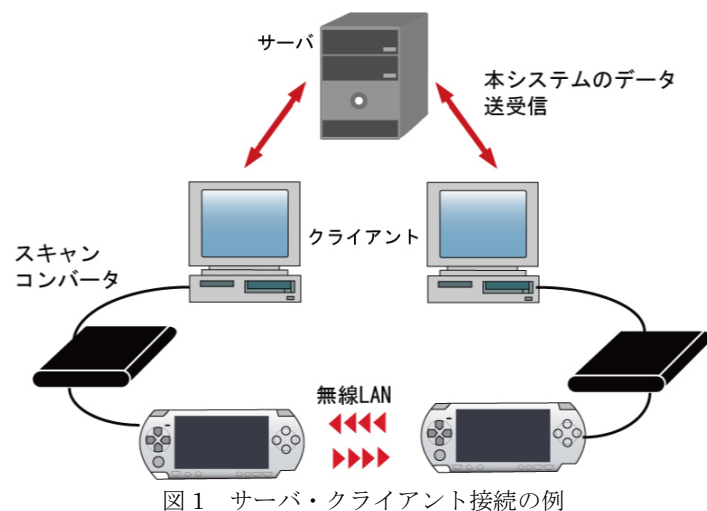 サーバ
本システムのデータ
送受信
クライアント
スキャン
コンバータ
無線LAN
図1 サーバ・クライアント接続の例